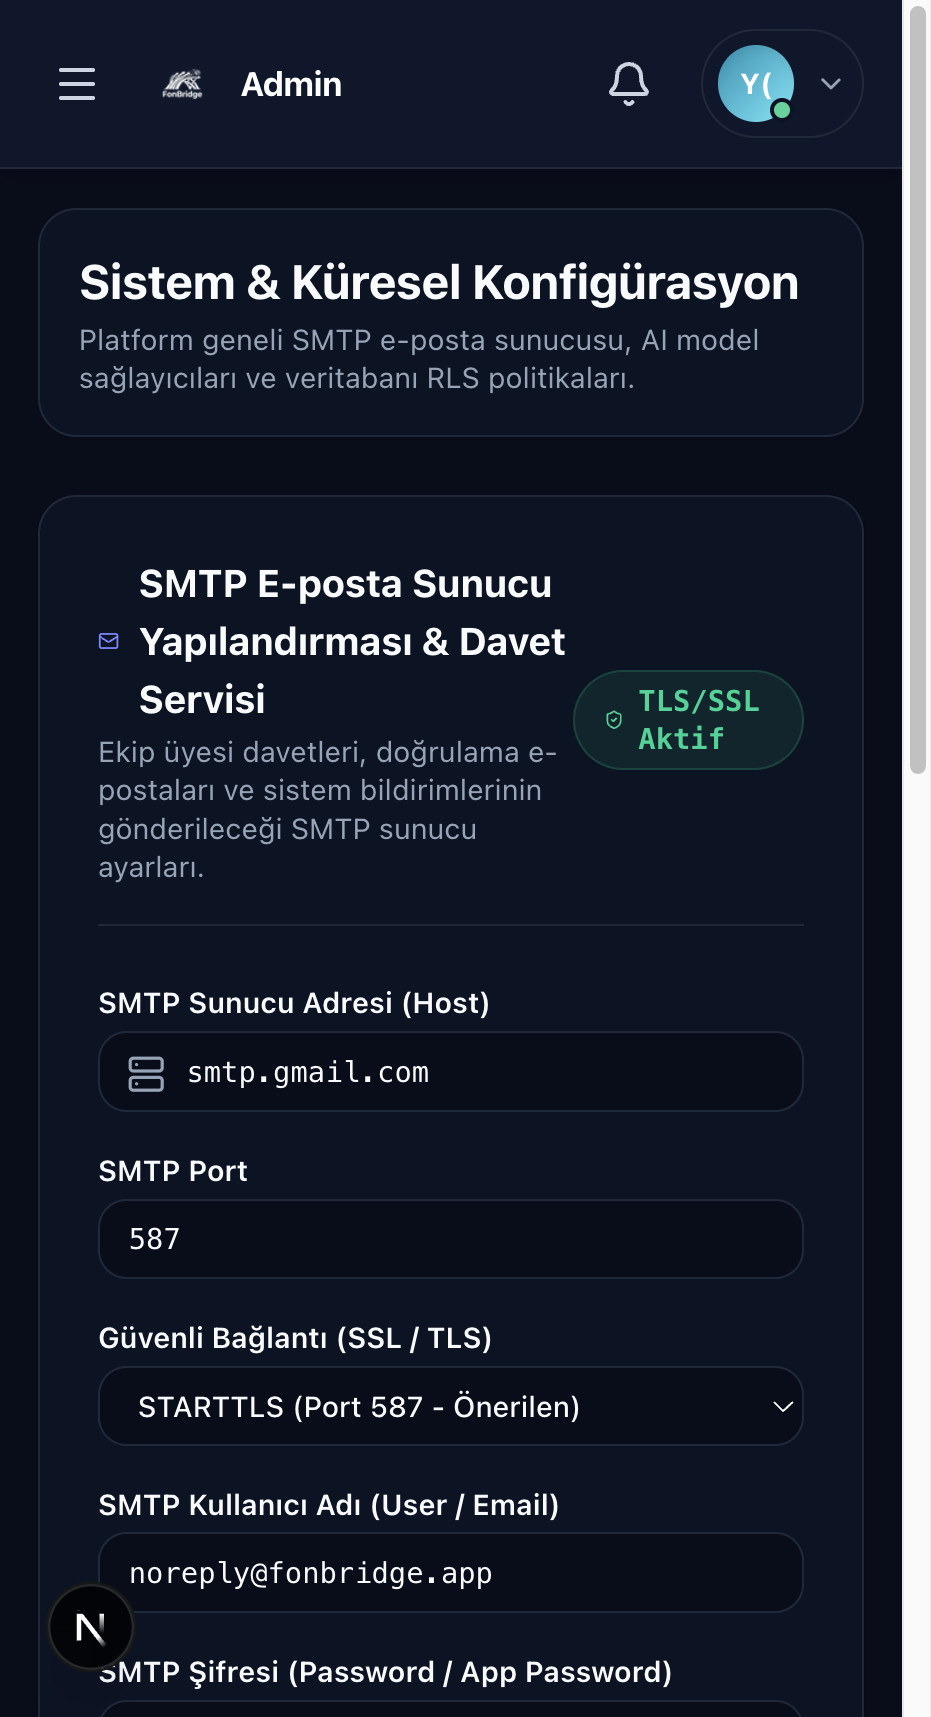 FonBridge
Admin
Y(
Sistem & Küresel Konfigürasyon
Platform geneli SMTP e-posta sunucusu, AI model
sağlayıcıları ve veritabanı RLS politikaları.
SMTP E-posta Sunucu
Yapılandırması & Davet
Servisi
TLS/SSL
Aktif
Ekip üyesi davetleri, doğrulama e-
postaları ve sistem bildirimlerinin
gönderileceği SMTP sunucu
ayarları.
SMTP Sunucu Adresi (Host)
smtp.gmail.com
SMTP Port
587
Güvenli Bağlantı (SSL / TLS)
STARTTLS (Port 587 - Önerilen)
SMTP Kullanıcı Adı (User / Email)
noreply@fonbridge.app
N
SMTP Şifresi (Password / App Password)